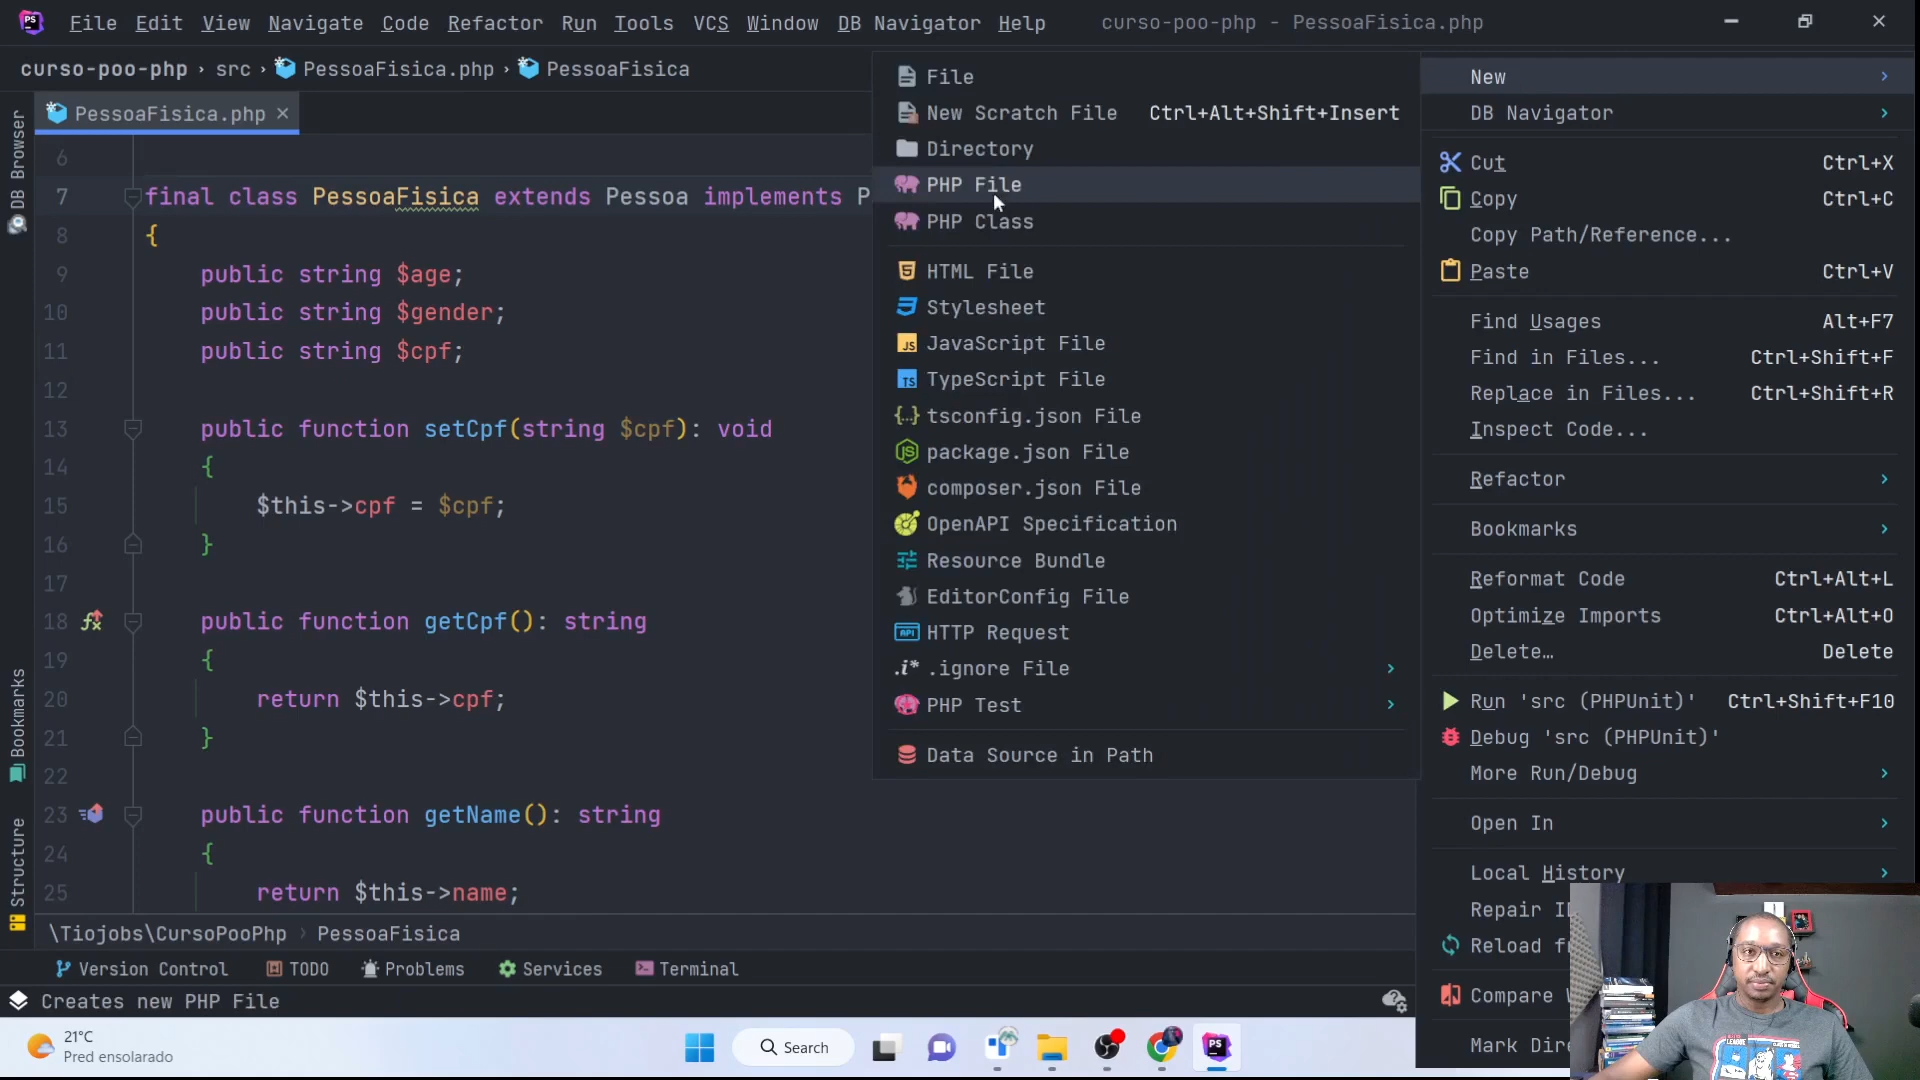 PS File Edit View Navigate Code Refactor Run Tools VCS Window DB Navigator Help curso-poo-php - PessoaFisica.php
curso-poo-php › src › PessoaFisica.php › PessoaFisica
PessoaFisica.php
DB Browser
Bookmarks
Structure
6
7 final class PessoaFisica extends Pessoa implements P
8 {
9 public string $age;
10 public string $gender;
11 public string $cpf;
12
13 public function setCpf(string $cpf): void
14 {
15 $this->cpf = $cpf;
16 }
17
18 public function getCpf(): string
19 {
20 return $this->cpf;
21 }
22
23 public function getName(): string
24 {
25 return $this->name;
File
New Scratch File Ctrl+Alt+Shift+Insert
Directory
PHP File
PHP Class
HTML File
Stylesheet
JS JavaScript File
TS TypeScript File
{..} tsconfig.json File
package.json File
composer.json File
OpenAPI Specification
Resource Bundle
EditorConfig File
API HTTP Request
.i* .ignore File
PHP Test
Data Source in Path
New
DB Navigator
Cut Ctrl+X
Copy Ctrl+C
Copy Path/Reference...
Paste Ctrl+V
Find Usages Alt+F7
Find in Files... Ctrl+Shift+F
Replace in Files... Ctrl+Shift+R
Inspect Code...
Refactor
Bookmarks
Reformat Code Ctrl+Alt+L
Optimize Imports Ctrl+Alt+O
Delete… Delete
Run 'src (PHPUnit)' Ctrl+Shift+F10
Debug 'src (PHPUnit)'
More Run/Debug
Open In
Local History
Repair
Reload
Compare
Mark
\Tiojobs\CursoPooPhp › PessoaFisica
Version Control TODO Problems Services Terminal
Creates new PHP File
21°C
Pred ensolarado
Search
PS